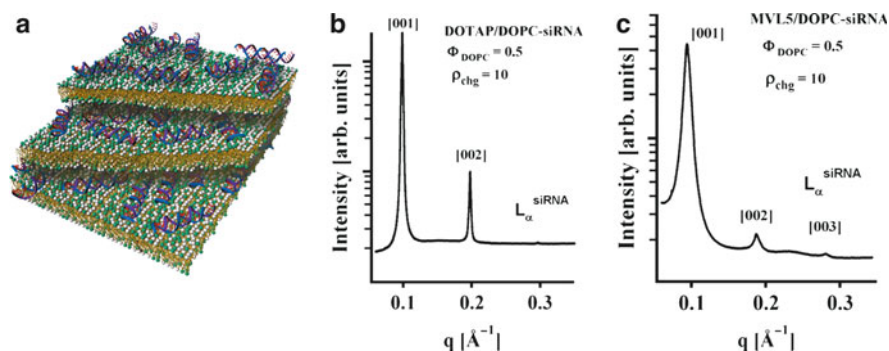 a
b
|001|
DOTAP/DOPC-siRNA
Φ DOPC = 0.5
ρ chg = 10
|002|
L α siRNA
Intensity [arb. units]
0.1 0.2 0.3
q [Å⁻¹]
c
|001|
MVL5/DOPC-siRNA
Φ DOPC = 0.5
ρ chg = 10
L α siRNA
|002|
|003|
Intensity [arb. units]
0.1 0.2 0.3
q [Å⁻¹]